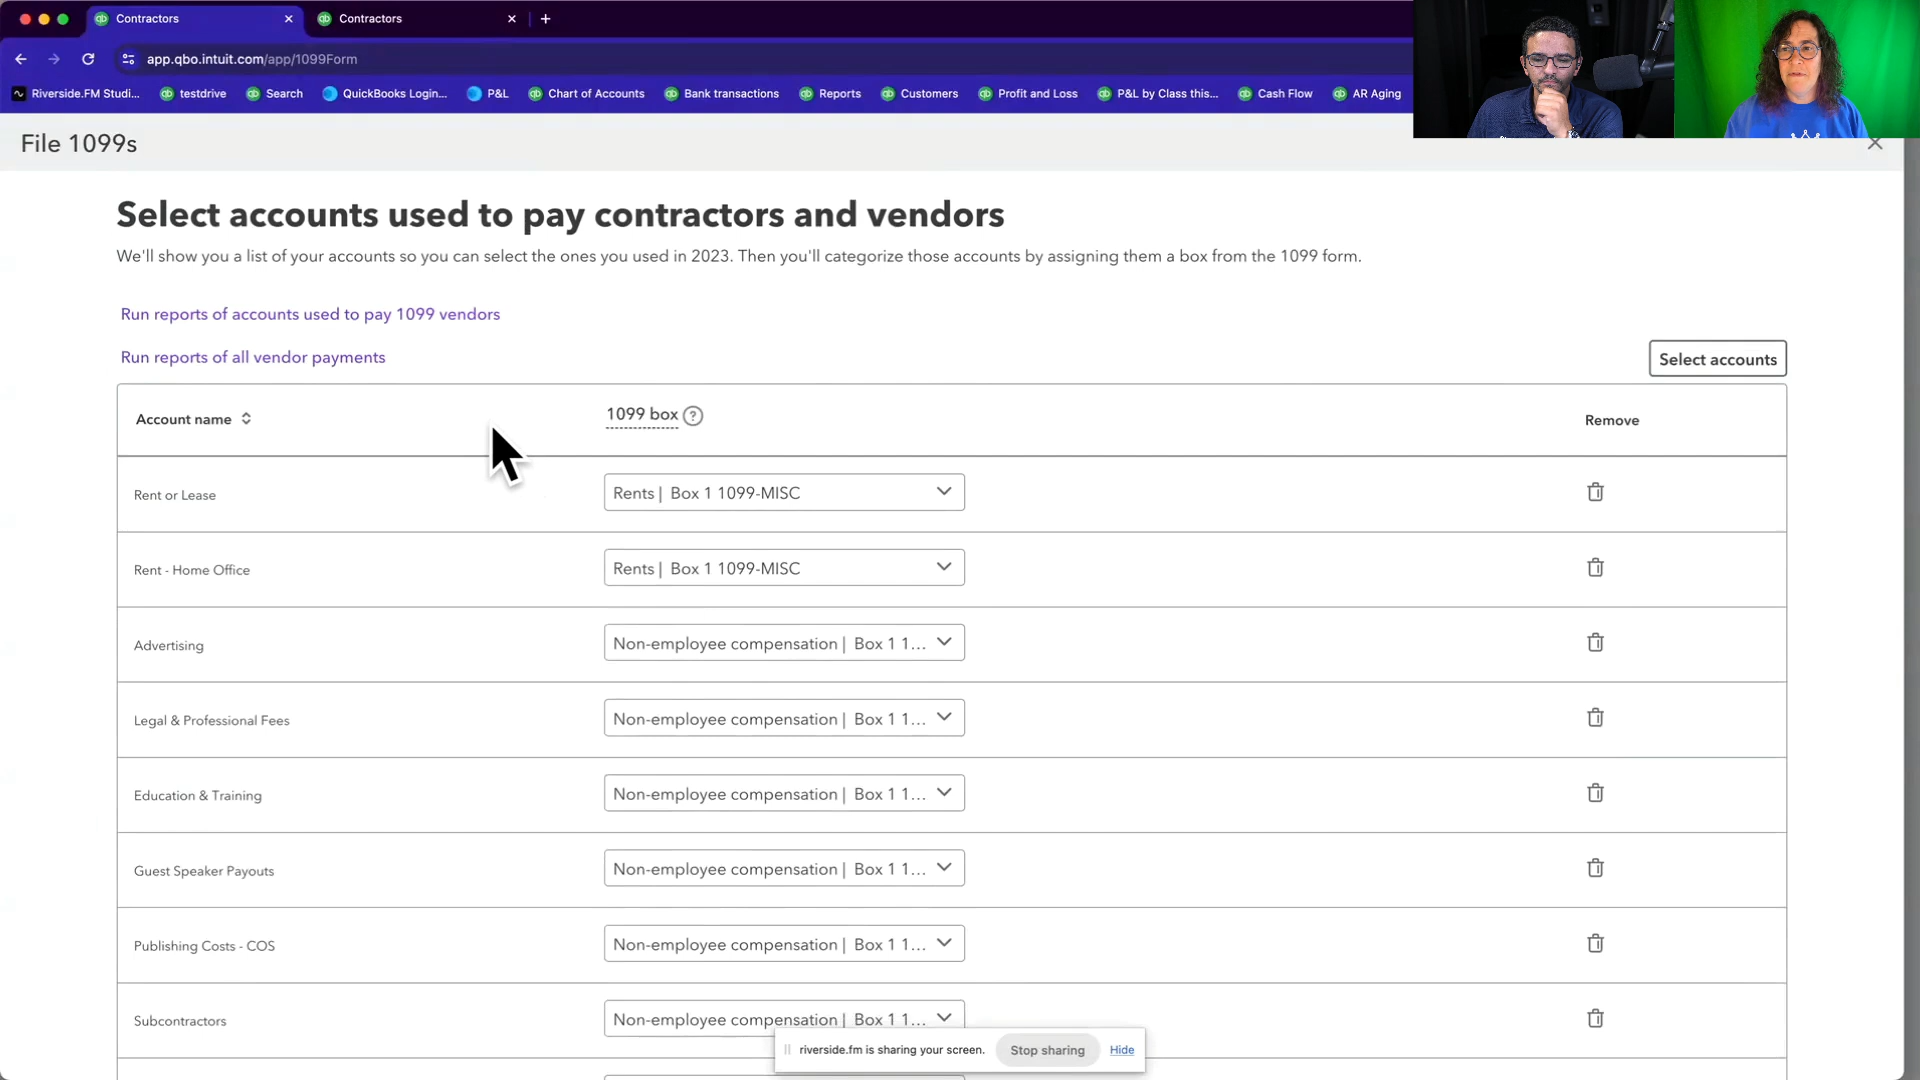 Contractors
Contractors
app.qbo.intuit.com/app/1099Form
Riverside.FM Studi...
testdrive
Search
QuickBooks Login...
P&L
Chart of Accounts
Bank transactions
Reports
Customers
Profit and Loss
P&L by Class this...
Cash Flow
AR Aging
File 1099s
Select accounts used to pay contractors and vendors
We'll show you a list of your accounts so you can select the ones you used in 2023. Then you'll categorize those accounts by assigning them a box from the 1099 form.
Run reports of accounts used to pay 1099 vendors
Run reports of all vendor payments
Select accounts
Account name
1099 box
Remove
Rent or Lease
Rents | Box 1 1099-MISC
Rent - Home Office
Rents | Box 1 1099-MISC
Advertising
Non-employee compensation | Box 1 1...
Legal & Professional Fees
Non-employee compensation | Box 1 1...
Education & Training
Non-employee compensation | Box 1 1...
Guest Speaker Payouts
Non-employee compensation | Box 1 1...
Publishing Costs - COS
Non-employee compensation | Box 1 1...
Subcontractors
Non-employee compensation | Box 1 1...
riverside.fm is sharing your screen.
Stop sharing
Hide